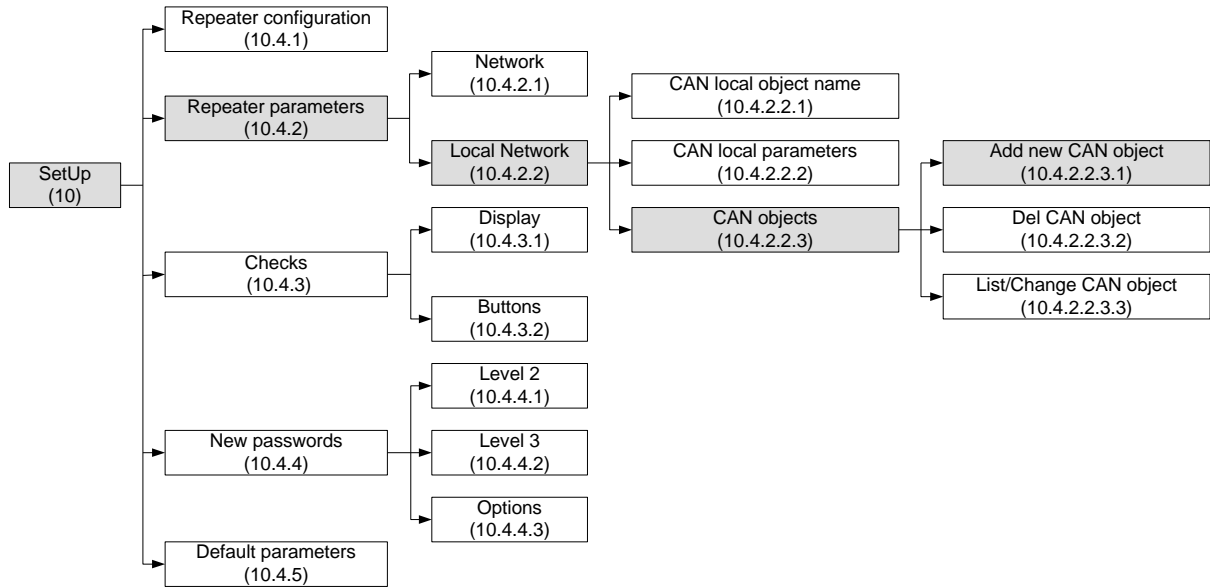 SetUp
(10)
Repeater configuration
(10.4.1)
Repeater parameters
(10.4.2)
Network
(10.4.2.1)
Local Network
(10.4.2.2)
CAN local object name
(10.4.2.2.1)
CAN local parameters
(10.4.2.2.2)
CAN objects
(10.4.2.2.3)
Add new CAN object
(10.4.2.2.3.1)
Del CAN object
(10.4.2.2.3.2)
List/Change CAN object
(10.4.2.2.3.3)
Checks
(10.4.3)
Display
(10.4.3.1)
Buttons
(10.4.3.2)
New passwords
(10.4.4)
Level 2
(10.4.4.1)
Level 3
(10.4.4.2)
Options
(10.4.4.3)
Default parameters
(10.4.5)